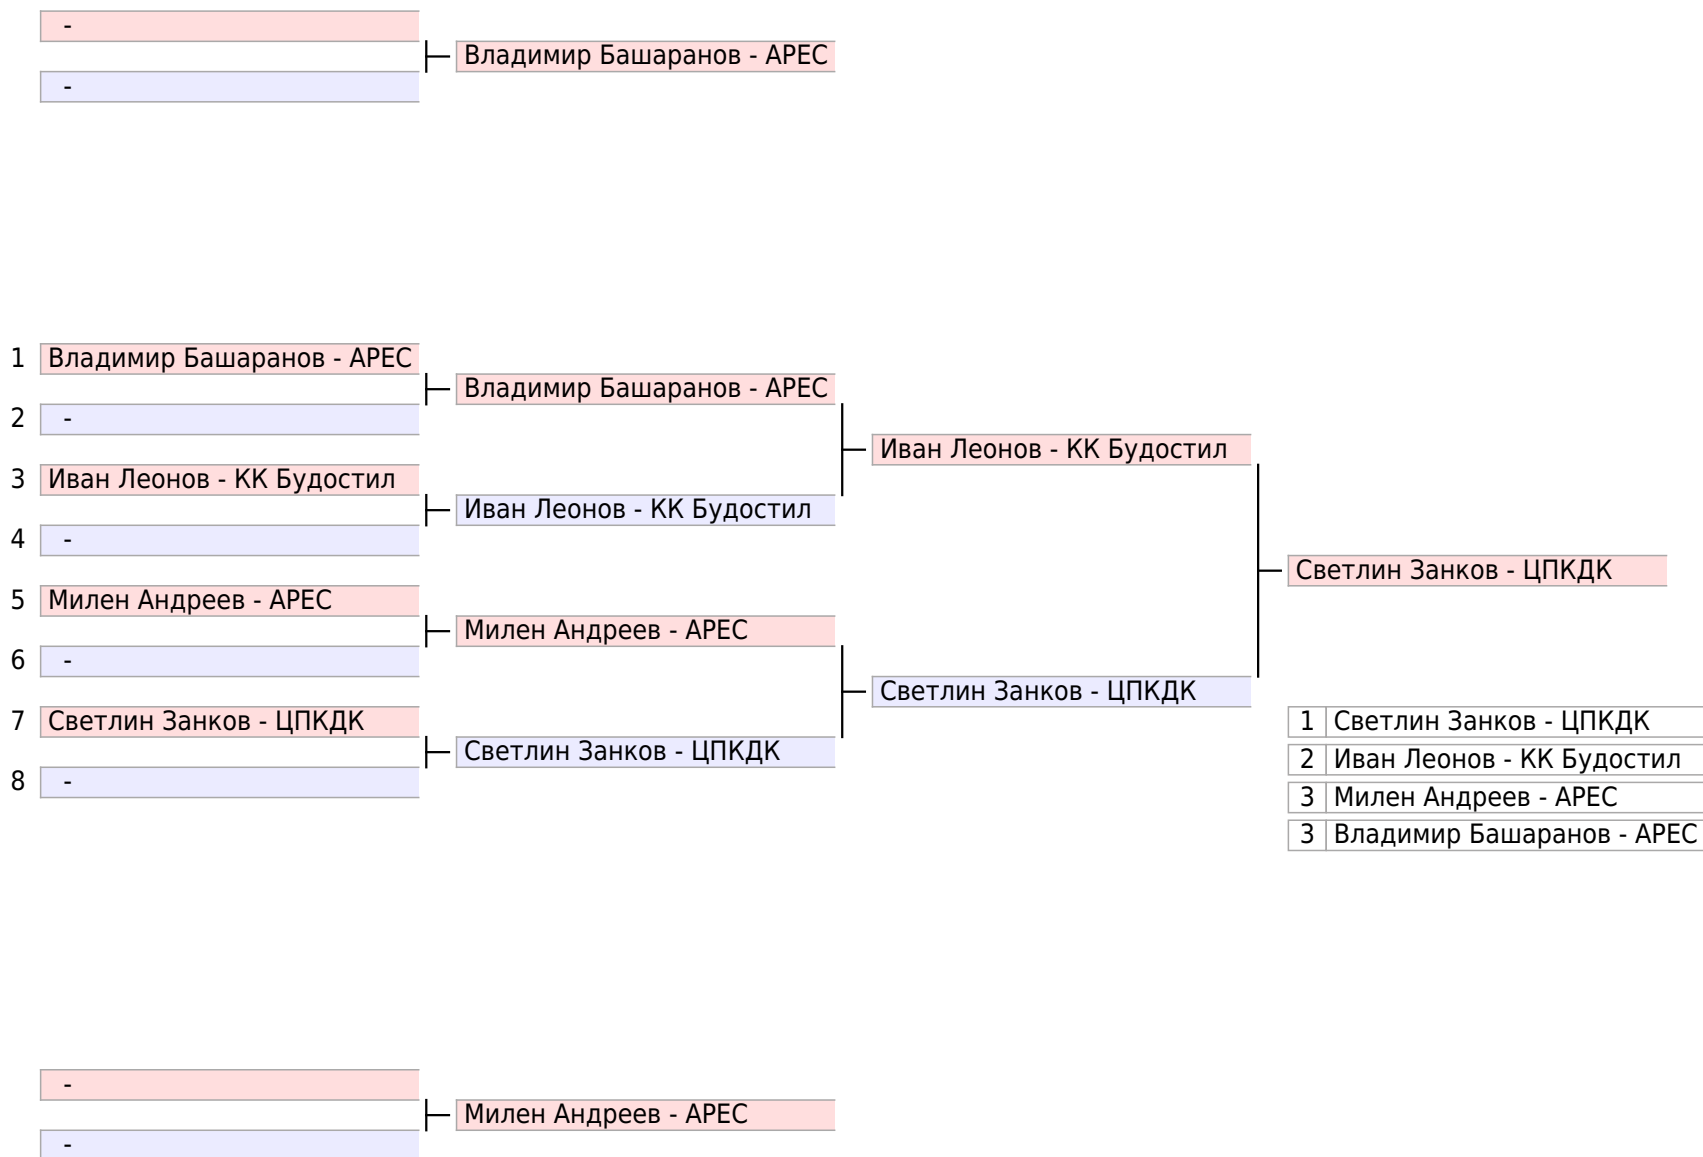 -
Владимир Башаранов - АРЕС
-
1 Владимир Башаранов - АРЕС
Владимир Башаранов - АРЕС
2 -
Иван Леонов - КК Будостил
3 Иван Леонов - КК Будостил
Иван Леонов - КК Будостил
4 -
Светлин Занков - ЦПКДК
5 Милен Андреев - АРЕС
Милен Андреев - АРЕС
6 -
Светлин Занков - ЦПКДК
7 Светлин Занков - ЦПКДК
Светлин Занков - ЦПКДК
8 -
1 Светлин Занков - ЦПКДК
2 Иван Леонов - КК Будостил
3 Милен Андреев - АРЕС
3 Владимир Башаранов - АРЕС
-
Милен Андреев - АРЕС
-